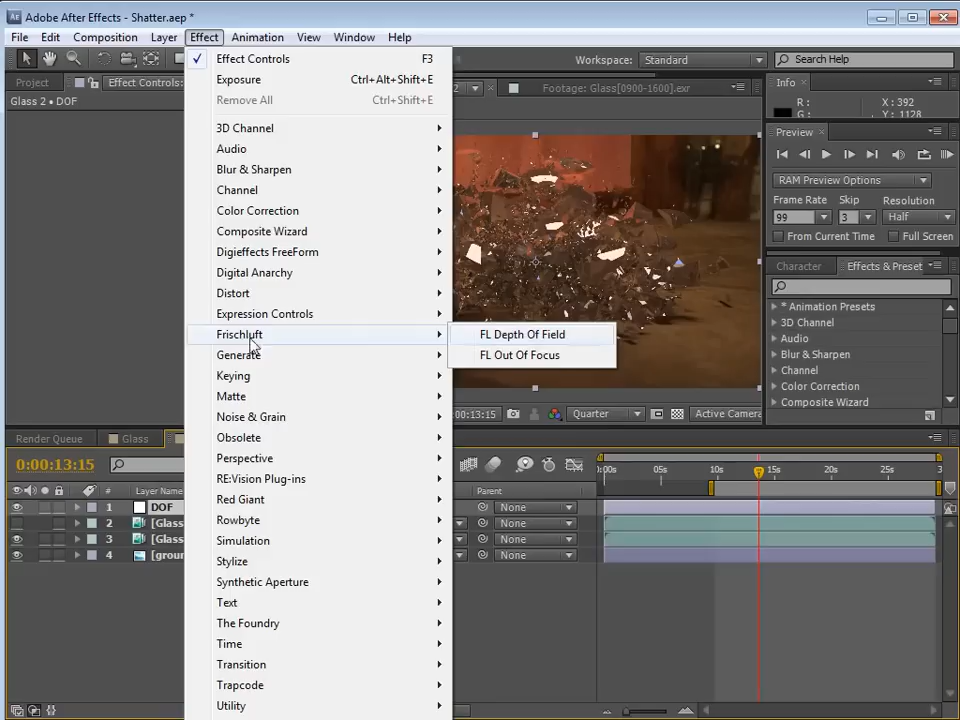 Adobe After Effects - Shatter.aep *
File Edit Composition Layer Effect Animation View Window Help
Workspace: Standard Search Help
Project Effect Controls:
Glass 2 • DOF
Effect Controls F3
Exposure Ctrl+Alt+Shift+E
Remove All Ctrl+Shift+E
3D Channel
Audio
Blur & Sharpen
Channel
Color Correction
Composite Wizard
Digieffects FreeForm
Digital Anarchy
Distort
Expression Controls
Frischluft
Generate
Keying
Matte
Noise & Grain
Obsolete
Perspective
RE:Vision Plug-ins
Red Giant
Rowbyte
Simulation
Stylize
Synthetic Aperture
Text
The Foundry
Time
Transition
Trapcode
Utility
FL Depth Of Field
FL Out Of Focus
2 Footage: Glass[0900-1600].exr
0:00:13:15 Quarter Active Camera
Info
R : X : 392
G : Y : 1128
Preview
RAM Preview Options
Frame Rate Skip Resolution
99 3 Half
From Current Time Full Screen
Character Effects & Preset
* Animation Presets
3D Channel
Audio
Blur & Sharpen
Channel
Color Correction
Composite Wizard
Render Queue Glass
0:00:13:15
# Layer Name Parent
1 DOF None
2 [Glass None
3 [Glass None
4 [grour None
):00s 05s 10s 15s 20s 25s 3